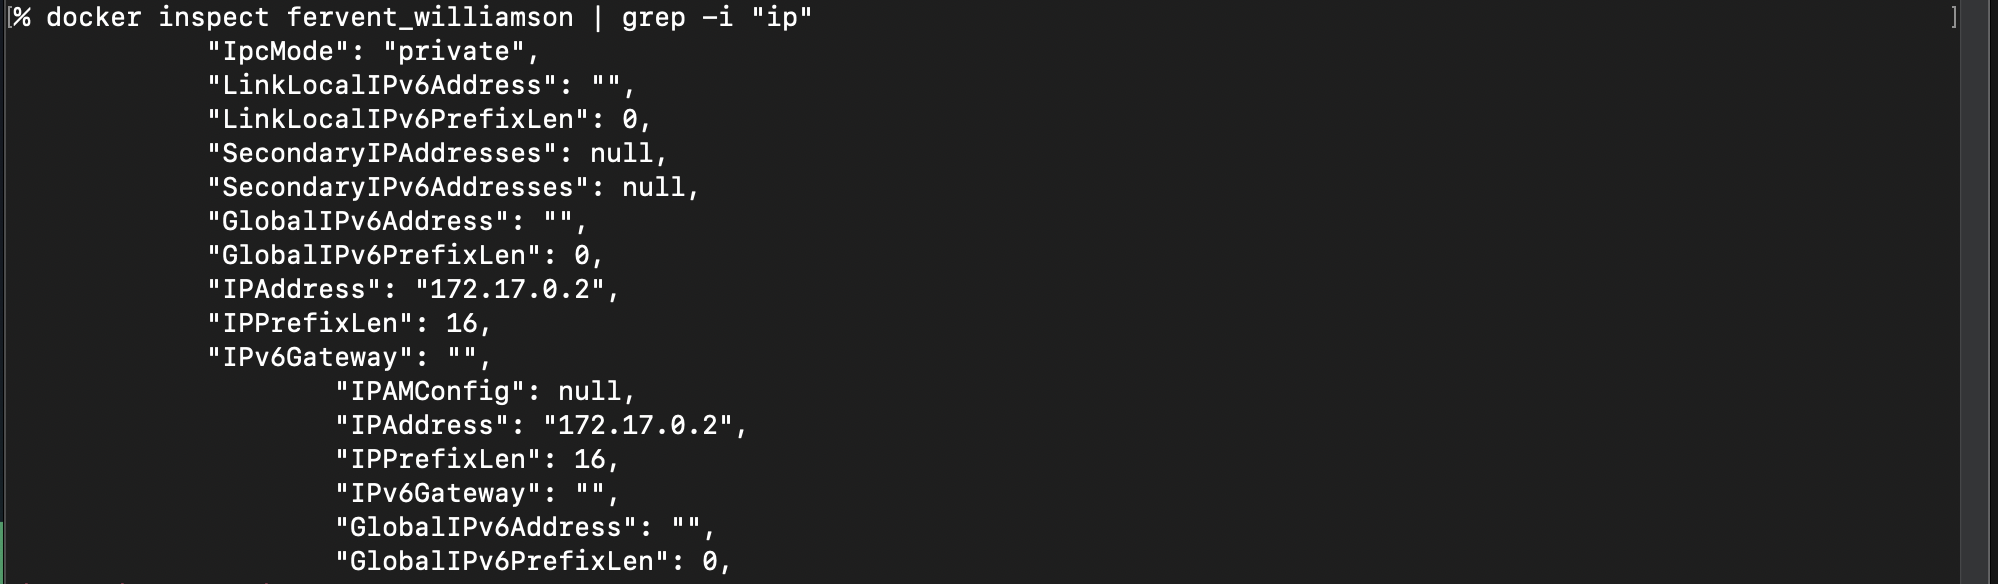 [% docker inspect fervent_williamson | grep -i "ip" ]
"IpcMode": "private",
"LinkLocalIPv6Address": "",
"LinkLocalIPv6PrefixLen": 0,
"SecondaryIPAddresses": null,
"SecondaryIPv6Addresses": null,
"GlobalIPv6Address": "",
"GlobalIPv6PrefixLen": 0,
"IPAddress": "172.17.0.2",
"IPPrefixLen": 16,
"IPv6Gateway": "",
"IPAMConfig": null,
"IPAddress": "172.17.0.2",
"IPPrefixLen": 16,
"IPv6Gateway": "",
"GlobalIPv6Address": "",
"GlobalIPv6PrefixLen": 0,